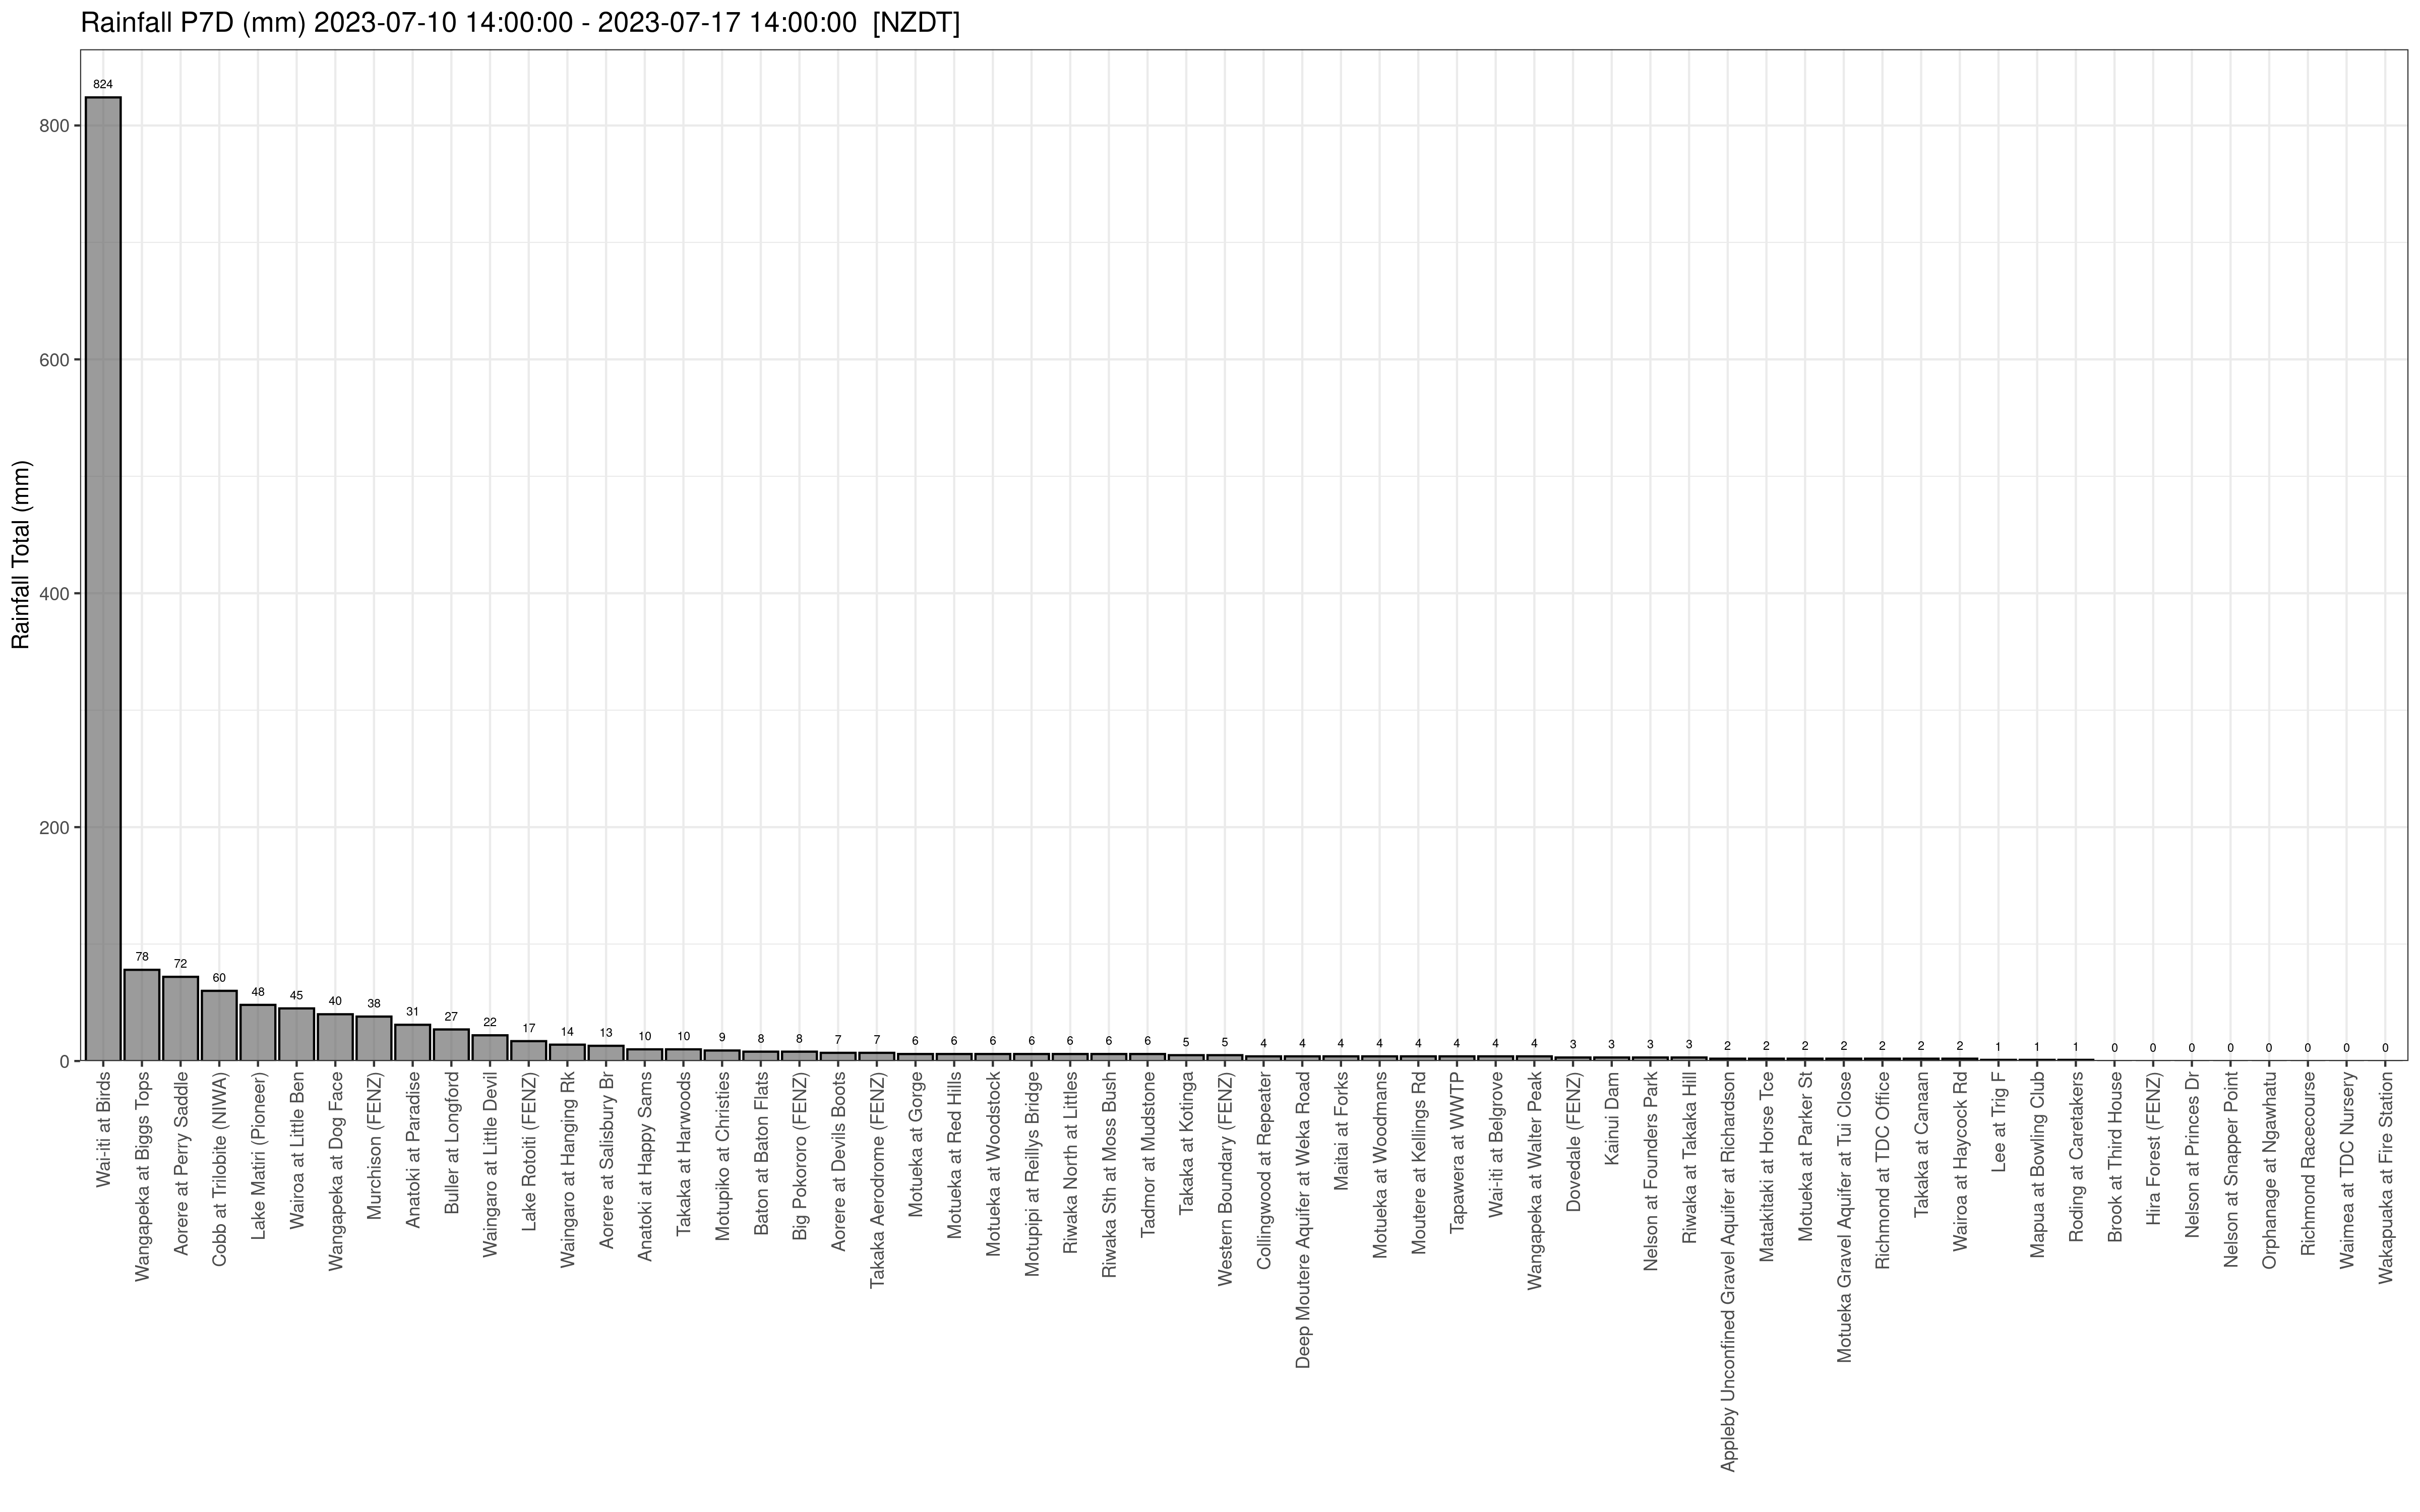 Rainfall P7D (mm) 2023-07-10 14:00:00 - 2023-07-17 14:00:00  [NZDT]
Rainfall Total (mm)
800
600
400
200
0
824
78
72
60
48
45
40
38
31
27
22
17
14
13
10
10
9
8
8
7
7
6
6
6
6
6
6
6
5
5
4
4
4
4
4
4
4
4
3
3
3
3
2
2
2
2
2
2
2
1
1
1
0
0
0
0
0
0
0
0
Wai-iti at Birds
Wangapeka at Biggs Tops
Aorere at Perry Saddle
Cobb at Trilobite (NIWA)
Lake Matiri (Pioneer)
Wairoa at Little Ben
Wangapeka at Dog Face
Murchison (FENZ)
Anatoki at Paradise
Buller at Longford
Waingaro at Little Devil
Lake Rotoiti (FENZ)
Waingaro at Hanging Rk
Aorere at Salisbury Br
Anatoki at Happy Sams
Takaka at Harwoods
Motupiko at Christies
Baton at Baton Flats
Big Pokororo (FENZ)
Aorere at Devils Boots
Takaka Aerodrome (FENZ)
Motueka at Gorge
Motueka at Red Hills
Motueka at Woodstock
Motupipi at Reillys Bridge
Riwaka North at Littles
Riwaka Sth at Moss Bush
Tadmor at Mudstone
Takaka at Kotinga
Western Boundary (FENZ)
Collingwood at Repeater
Deep Moutere Aquifer at Weka Road
Maitai at Forks
Motueka at Woodmans
Moutere at Kellings Rd
Tapawera at WWTP
Wai-iti at Belgrove
Wangapeka at Walter Peak
Dovedale (FENZ)
Kainui Dam
Nelson at Founders Park
Riwaka at Takaka Hill
Appleby Unconfined Gravel Aquifer at Richardson
Matakitaki at Horse Tce
Motueka at Parker St
Motueka Gravel Aquifer at Tui Close
Richmond at TDC Office
Takaka at Canaan
Wairoa at Haycock Rd
Lee at Trig F
Mapua at Bowling Club
Roding at Caretakers
Brook at Third House
Hira Forest (FENZ)
Nelson at Princes Dr
Nelson at Snapper Point
Orphanage at Ngawhatu
Richmond Racecourse
Waimea at TDC Nursery
Wakapuaka at Fire Station